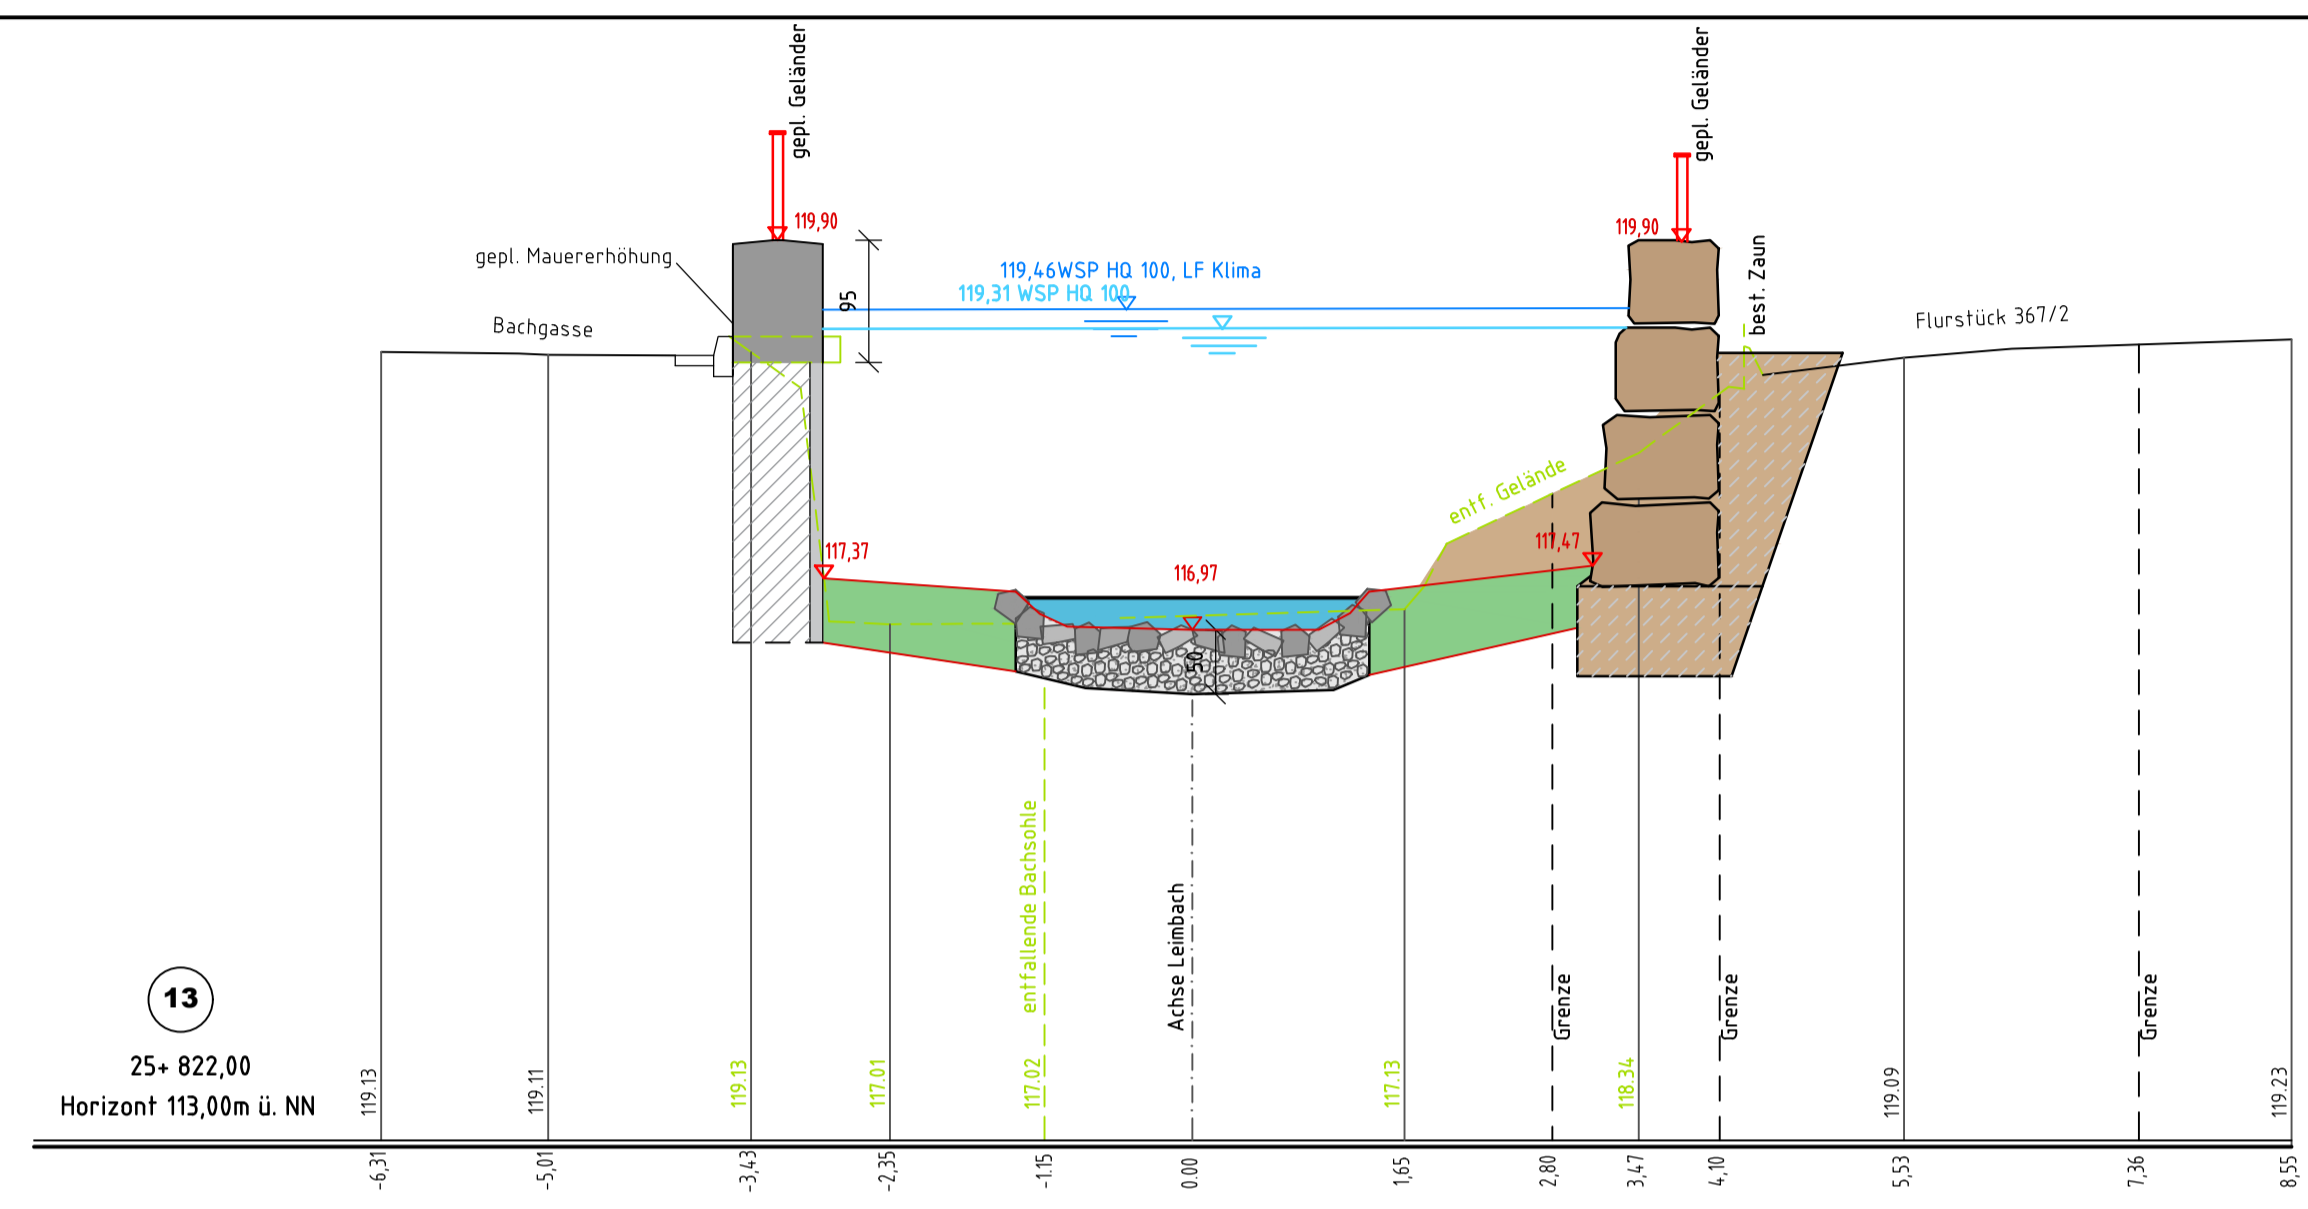 gepl. Geländer
gepl. Geländer
119,90
119,90
gepl. Mauererhöhung
95
119,46WSP HQ 100, LF Klima
119,31 WSP HQ 100
best. Zaun
Bachgasse
Flurstück 367/2
entf. Gelände
117,37
116,97
117,47
50
entfallende Bachsohle
Achse Leimbach
Grenze
Grenze
Grenze
13
25+ 822,00
Horizont 113,00m ü. NN
119.13
119.11
119.13
117.01
117.02
117.13
118.34
119.09
119.23
-6,31
-5,01
-3,43
-2,35
-1.15
0.00
1,65
2,80
3,47
4,10
5,53
7,36
8,55